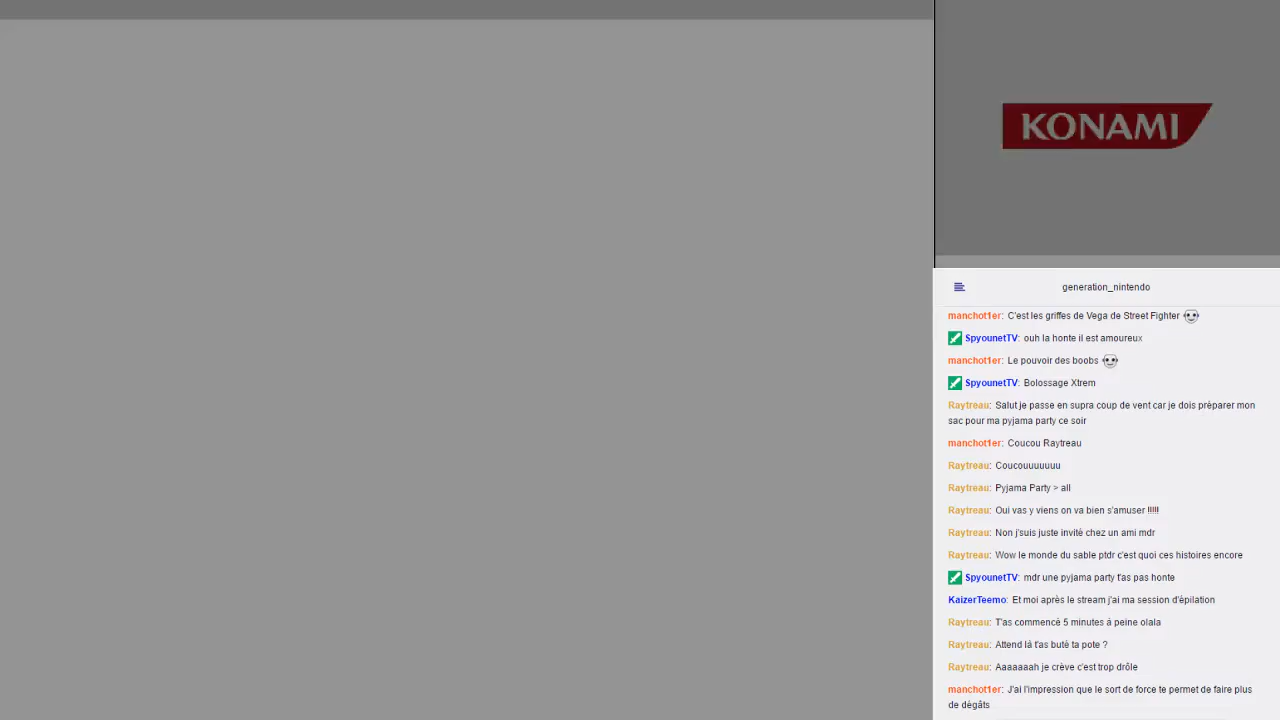 KONAMI
generation_nintendo
manchot1er: C'est les griffes de Vega de Street Fighter
SpyounetTV: ouh la honte il est amoureux
manchot1er: Le pouvoir des boobs
SpyounetTV: Bolossage Xtrem
Raytreau: Salut je passe en supra coup de vent car je dois préparer mon
sac pour ma pyjama party ce soir
manchot1er: Coucou Raytreau
Raytreau: Coucouuuuuuu
Raytreau: Pyjama Party > all
Raytreau: Oui vas y viens on va bien s'amuser !!!!!
Raytreau: Non j'suis juste invité chez un ami mdr
Raytreau: Wow le monde du sable ptdr c'est quoi ces histoires encore
SpyounetTV: mdr une pyjama party t'as pas honte
KaizerTeemo: Et moi après le stream j'ai ma session d'épilation
Raytreau: T'as commencé 5 minutes à peine olala
Raytreau: Attend là t'as buté ta pote ?
Raytreau: Aaaaaaah je crève c'est trop drôle
manchot1er: J'ai l'impression que le sort de force te permet de faire plus
de dégâts